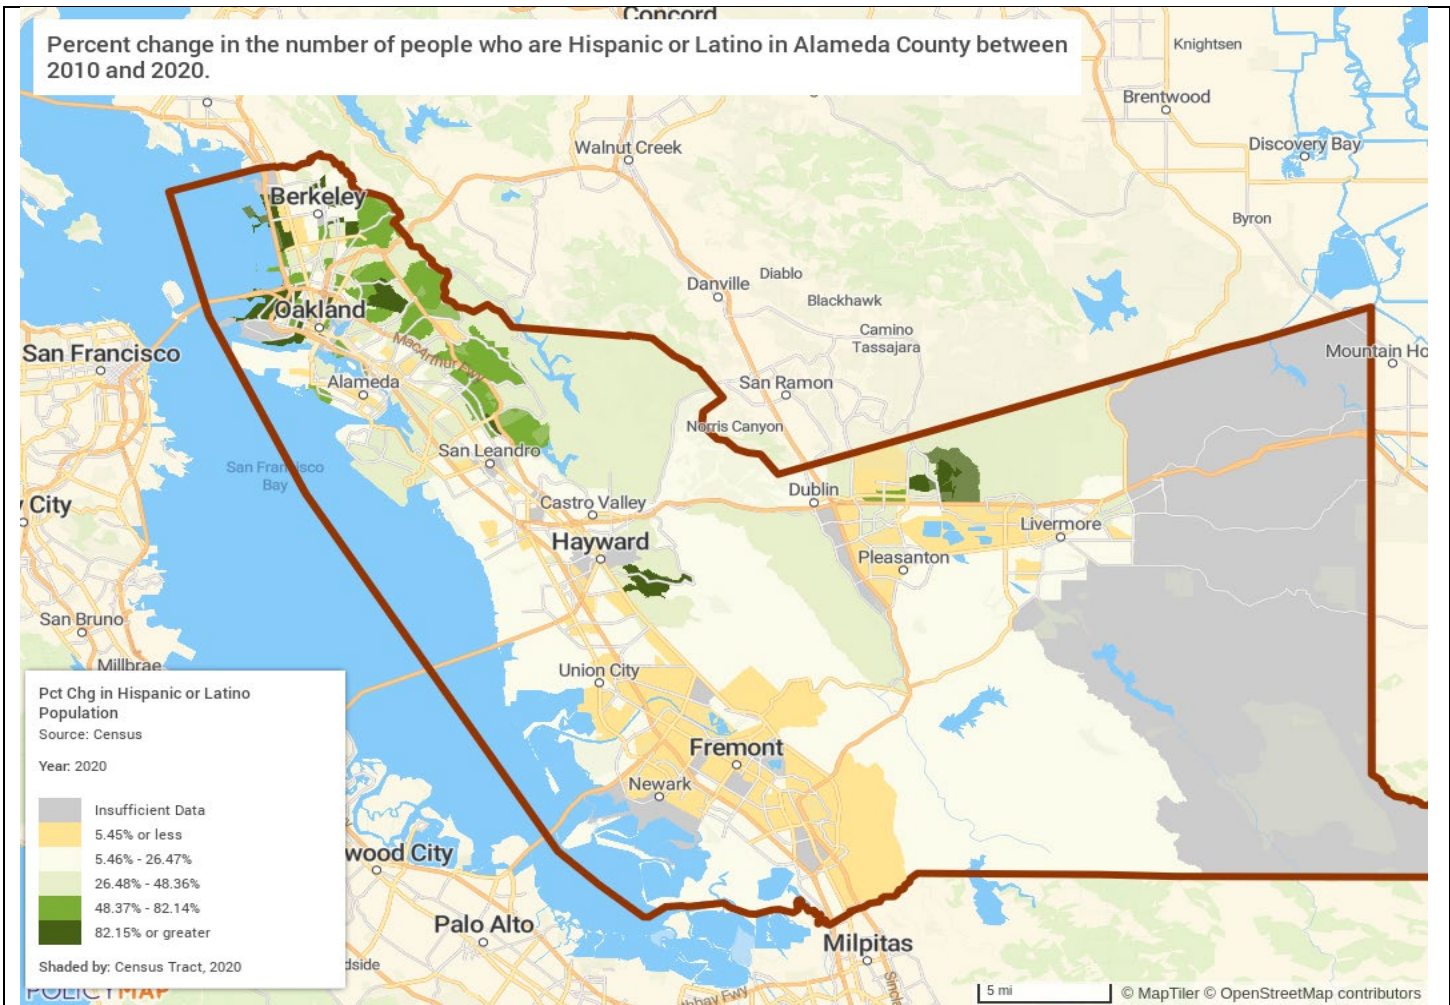 Concord
Percent change in the number of people who are Hispanic or Latino in Alameda County between
2010 and 2020.
Knightsen
Brentwood
Walnut Creek
Discovery Bay
Berkeley
Byron
Diablo
Danville
Blackhawk
Oakland
Camino
Tassajara
San Francisco
MacArthur Fwy
Mountain Ho
Alameda
San Ramon
Norris Canyon
San Leandro
San Francisco
Bay
Dublin
City
Castro Valley
Livermore
Hayward
Pleasanton
San Bruno
Millbrae
Union City
Fremont
Newark
wood City
Palo Alto
Milpitas
dside
Pct Chg in Hispanic or Latino
Population
Source: Census
Year: 2020
Insufficient Data
5.45% or less
5.46% - 26.47%
26.48% - 48.36%
48.37% - 82.14%
82.15% or greater
Shaded by: Census Tract, 2020
POLICYMAP
5 mi
© MapTiler © OpenStreetMap contributors